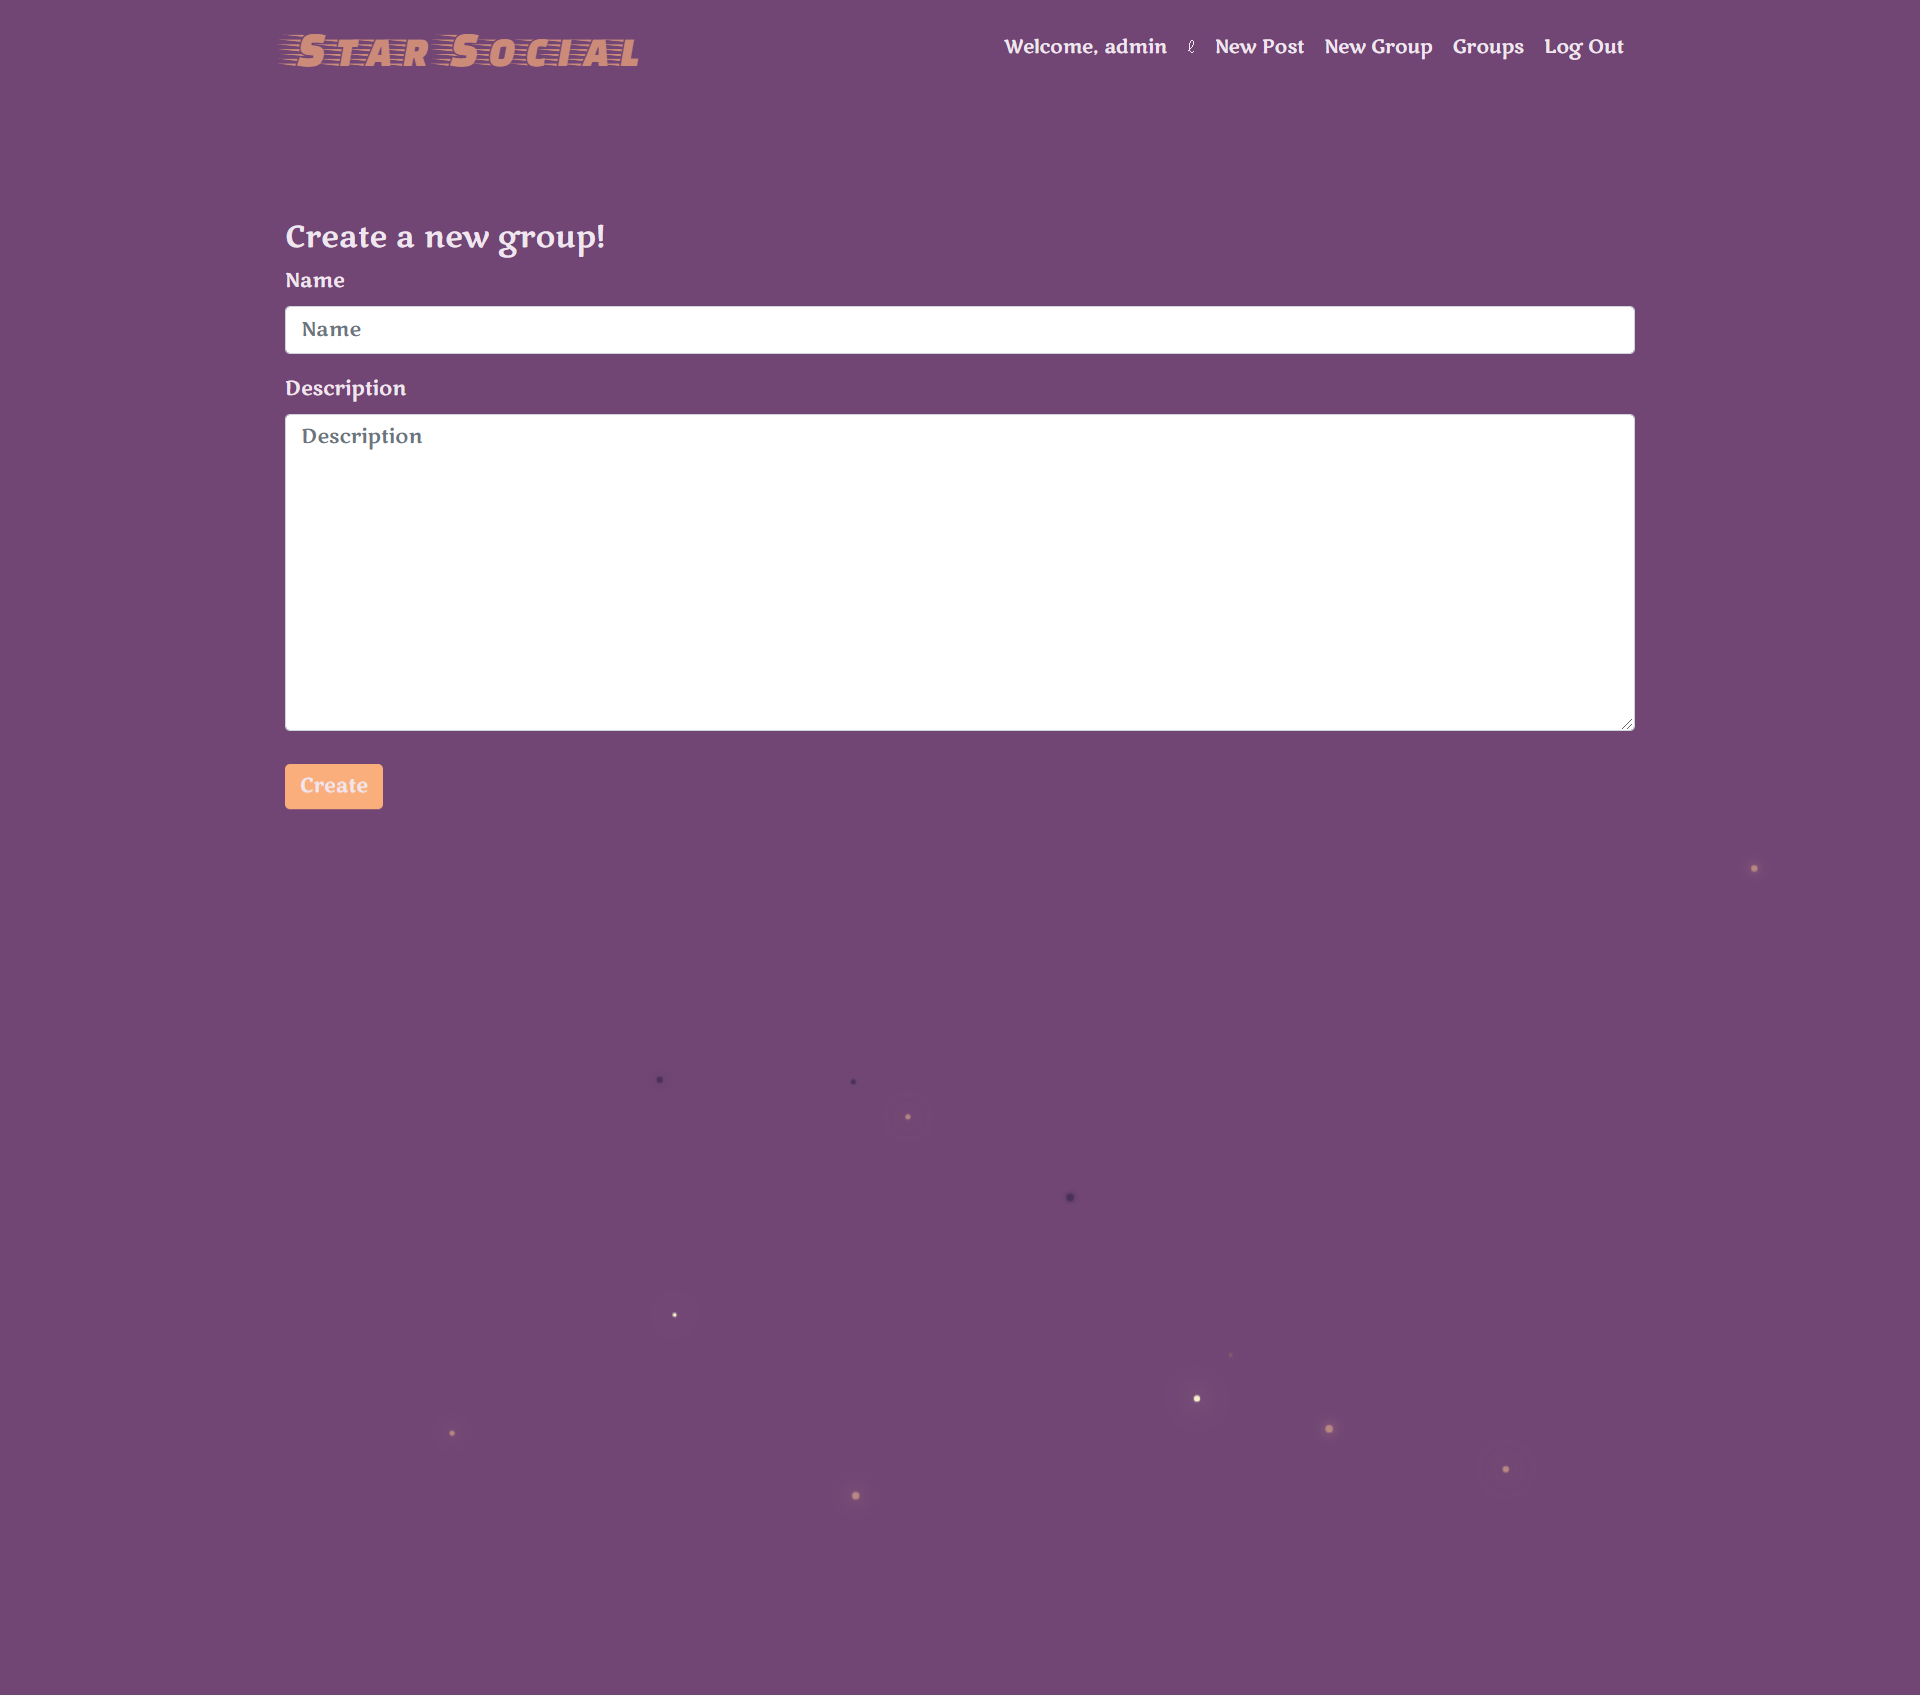 STAR SOCIAL
Welcome, admin ℓ New Post New Group Groups Log Out
Create a new group!
Name
Name
Description
Description
Create